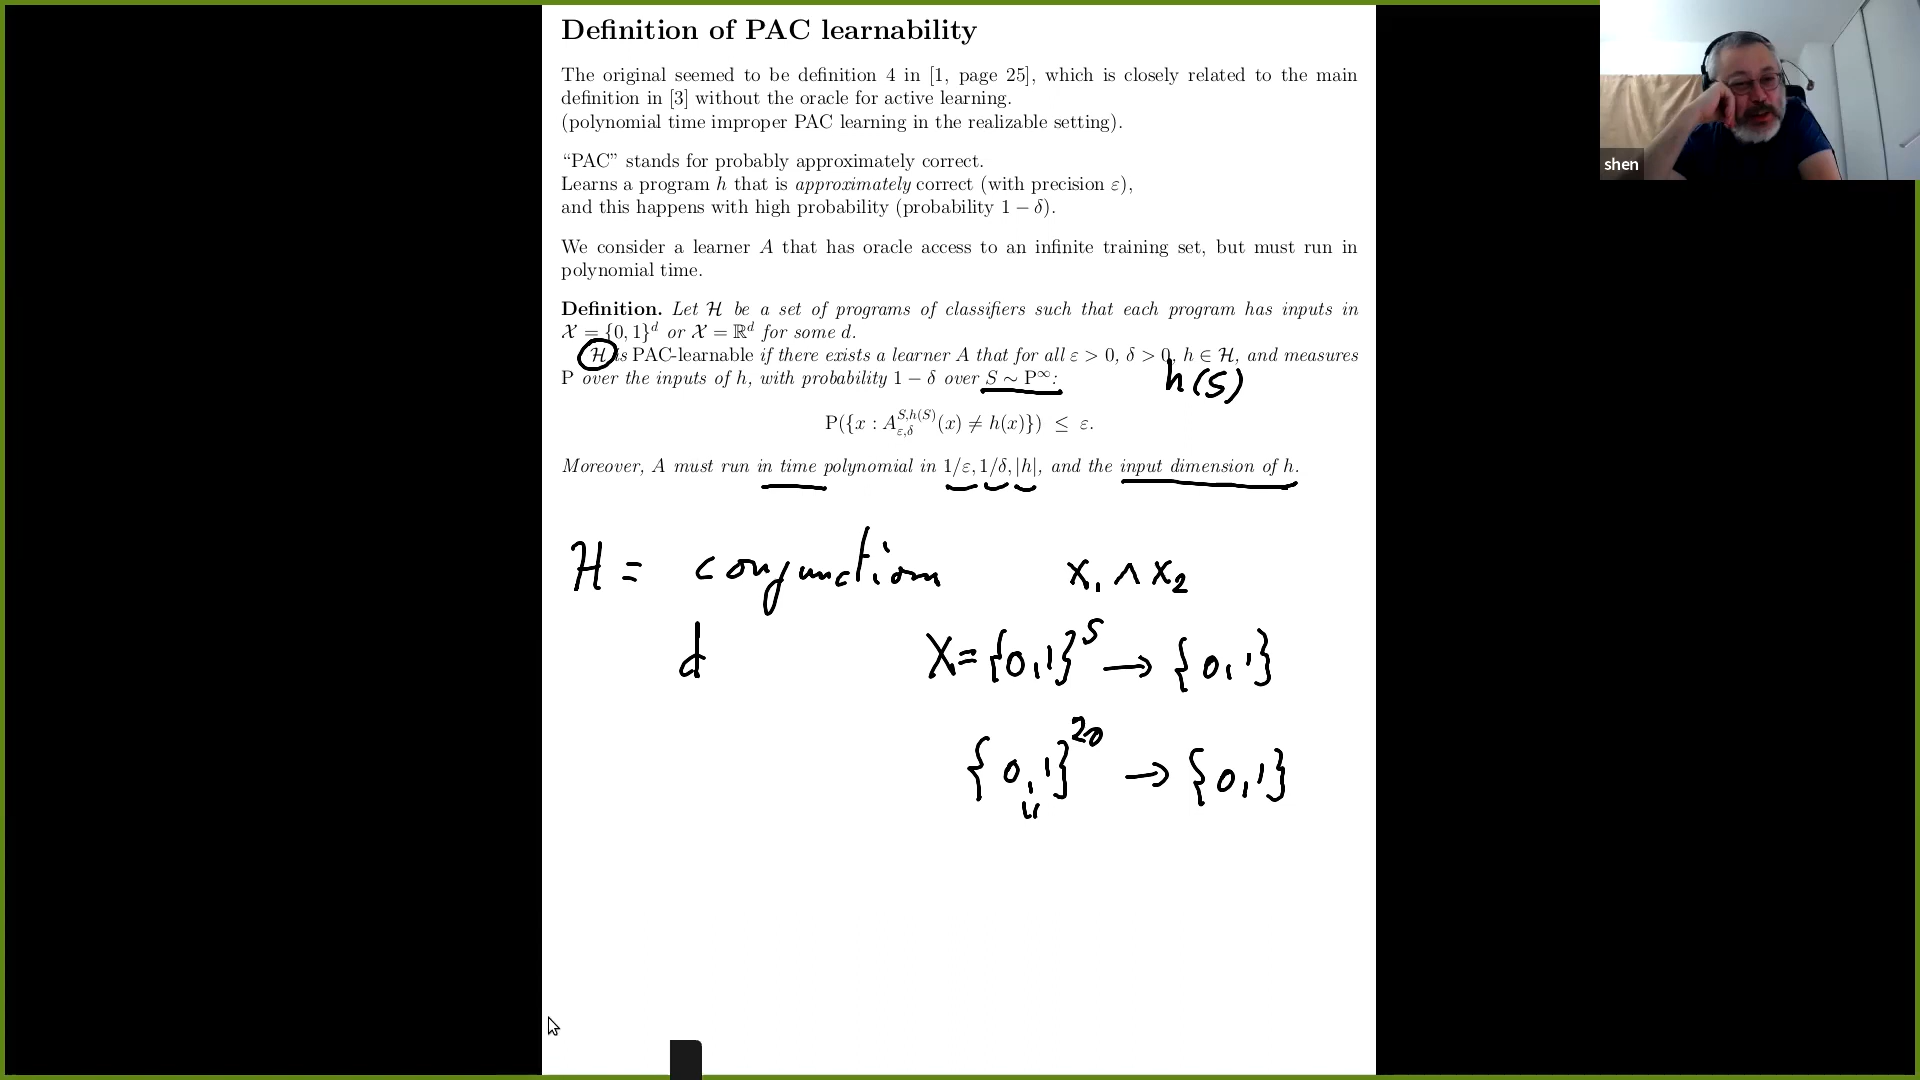 Definition of PAC learnability
The original seemed to be definition 4 in [1, page 25], which is closely related to the main
definition in [3] without the oracle for active learning.
(polynomial time improper PAC learning in the realizable setting).
“PAC” stands for probably approximately correct.
Learns a program h that is approximately correct (with precision ε),
and this happens with high probability (probability 1 − δ).
We consider a learner A that has oracle access to an infinite training set, but must run in
polynomial time.
Definition. Let ℋ be a set of programs of classifiers such that each program has inputs in
𝒳 = {0, 1}^d or 𝒳 = ℝ^d for some d.
ℋ is PAC-learnable if there exists a learner A that for all ε > 0, δ > 0, h ∈ ℋ, and measures
P over the inputs of h, with probability 1 − δ over S ∼ P^∞:
h(S)
P({x : A_{ε,δ}^{S,h(S)}(x) ≠ h(x)}) ≤ ε.
Moreover, A must run in time polynomial in 1/ε, 1/δ, |h|, and the input dimension of h.
H = conjunction x₁ ∧ x₂
d X = {0,1}^5 → {0,1}
{0,1}^20 → {0,1}
shen